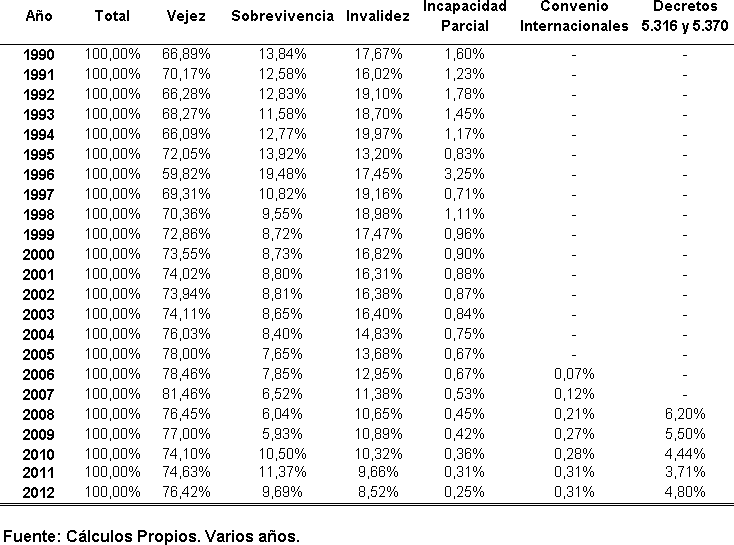 Año Total Vejez Sobrevivencia Invalidez Incapacidad Parcial Convenio Internacionales Decretos 5.316 y 5.370
1990 100,00% 66,89% 13,84% 17,67% 1,60% - -
1991 100,00% 70,17% 12,58% 16,02% 1,23% - -
1992 100,00% 66,28% 12,83% 19,10% 1,78% - -
1993 100,00% 68,27% 11,58% 18,70% 1,45% - -
1994 100,00% 66,09% 12,77% 19,97% 1,17% - -
1995 100,00% 72,05% 13,92% 13,20% 0,83% - -
1996 100,00% 59,82% 19,48% 17,45% 3,25% - -
1997 100,00% 69,31% 10,82% 19,16% 0,71% - -
1998 100,00% 70,36% 9,55% 18,98% 1,11% - -
1999 100,00% 72,86% 8,72% 17,47% 0,96% - -
2000 100,00% 73,55% 8,73% 16,82% 0,90% - -
2001 100,00% 74,02% 8,80% 16,31% 0,88% - -
2002 100,00% 73,94% 8,81% 16,38% 0,87% - -
2003 100,00% 74,11% 8,65% 16,40% 0,84% - -
2004 100,00% 76,03% 8,40% 14,83% 0,75% - -
2005 100,00% 78,00% 7,65% 13,68% 0,67% - -
2006 100,00% 78,46% 7,85% 12,95% 0,67% 0,07% -
2007 100,00% 81,46% 6,52% 11,38% 0,53% 0,12% -
2008 100,00% 76,45% 6,04% 10,65% 0,45% 0,21% 6,20%
2009 100,00% 77,00% 5,93% 10,89% 0,42% 0,27% 5,50%
2010 100,00% 74,10% 10,50% 10,32% 0,36% 0,28% 4,44%
2011 100,00% 74,63% 11,37% 9,66% 0,31% 0,31% 3,71%
2012 100,00% 76,42% 9,69% 8,52% 0,25% 0,31% 4,80%
Fuente: Cálculos Propios. Varios años.